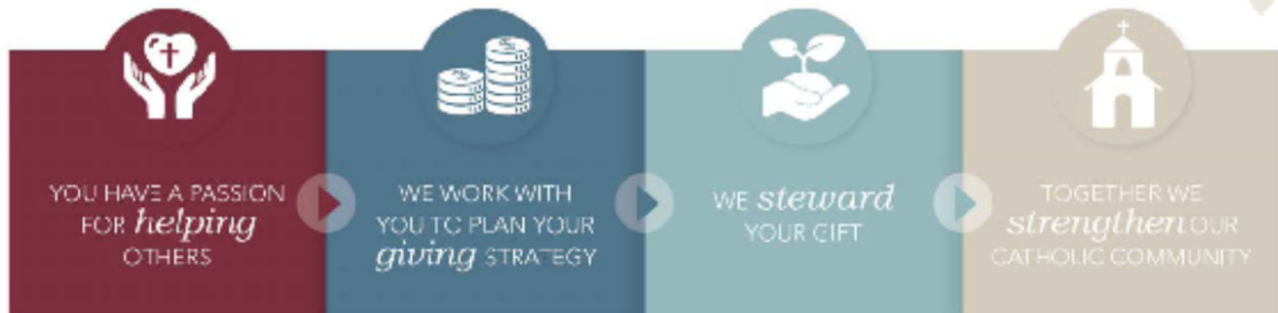 YOU HAVE A PASSION
FOR helping
OTHERS
WE WORK WITH
YOU TO PLAN YOUR
giving STRATEGY
WE steward
YOUR GIFT
TOGETHER WE
strengthen OUR
CATHOLIC COMMUNITY